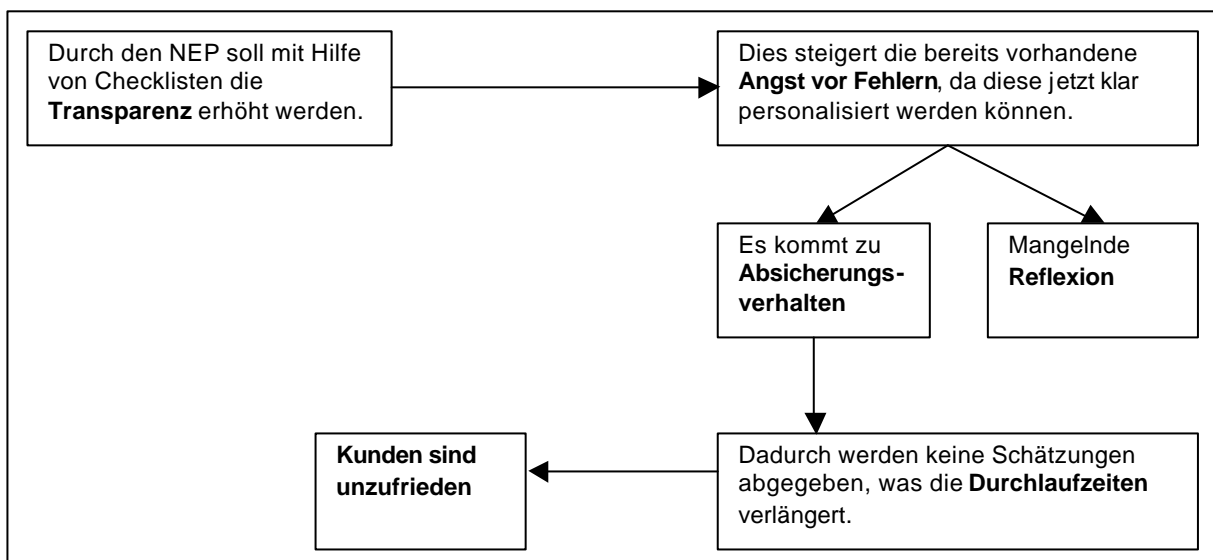 Durch den NEP soll mit Hilfe
von Checklisten die
Transparenz erhöht werden.
Dies steigert die bereits vorhandene
Angst vor Fehlern, da diese jetzt klar
personalisiert werden können.
Es kommt zu
Absicherungs-
verhalten
Mangelnde
Reflexion
Dadurch werden keine Schätzungen
abgegeben, was die Durchlaufzeiten
verlängert.
Kunden sind
unzufrieden